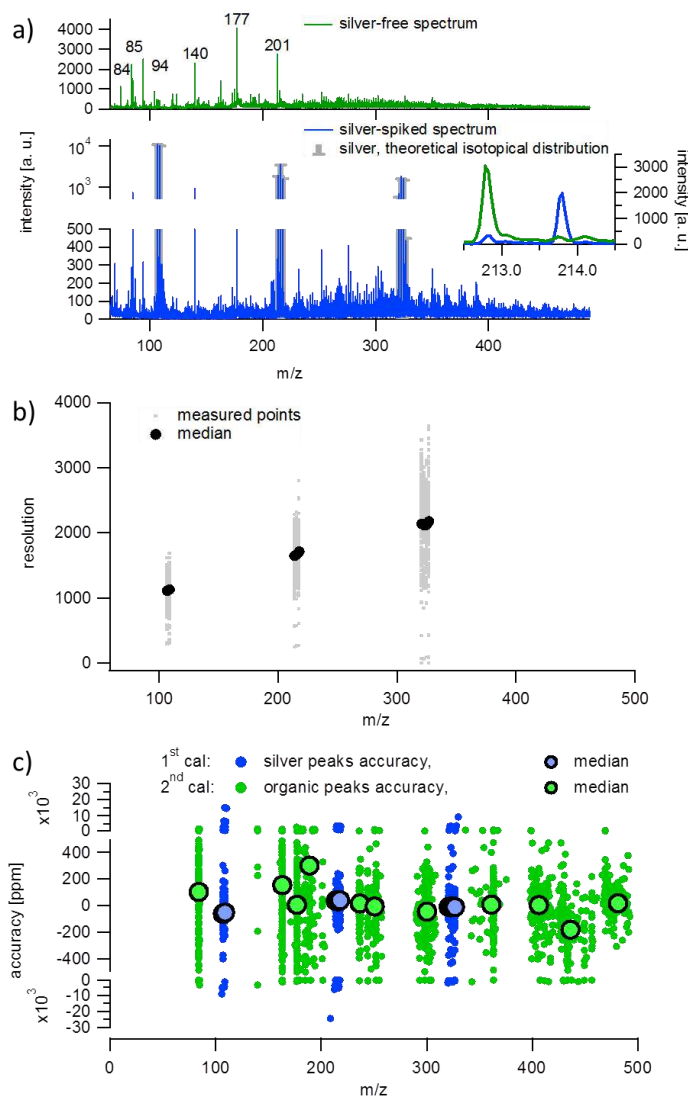 a)
177
silver-free spectrum
85
201
84
94
140
4000
3000
2000
1000
0
silver-spiked spectrum
silver, theoretical isotopical distribution
10^4
10^3
500
400
300
200
100
0
intensity [a. u.]
3000
2000
1000
0
intensity [a. u.]
213.0 214.0
100 200 300 400
m/z
b)
4000
3000
2000
1000
0
resolution
measured points
median
100 200 300 400 500
m/z
c)
1st cal: silver peaks accuracy, median
2nd cal: organic peaks accuracy, median
30
20
10
0
x10^3
400
200
0
-200
-400
accuracy [ppm]
0
-10
-20
-30
x10^3
0 100 200 300 400 500
m/z